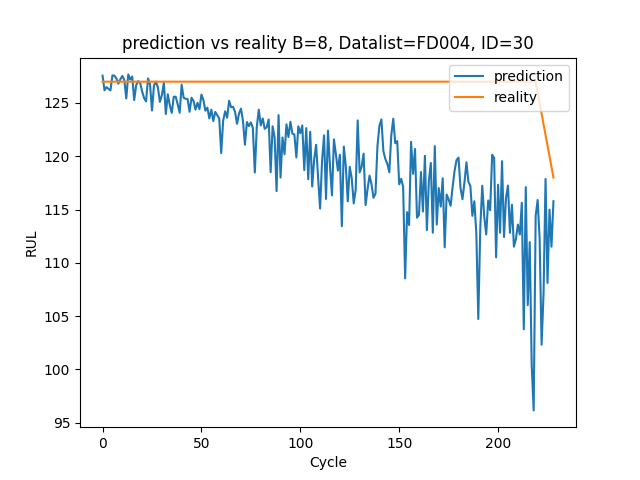 prediction vs reality B=8, Datalist=FD004, ID=30
prediction
reality
RUL
125
120
115
110
105
100
95
0 50 100 150 200
Cycle